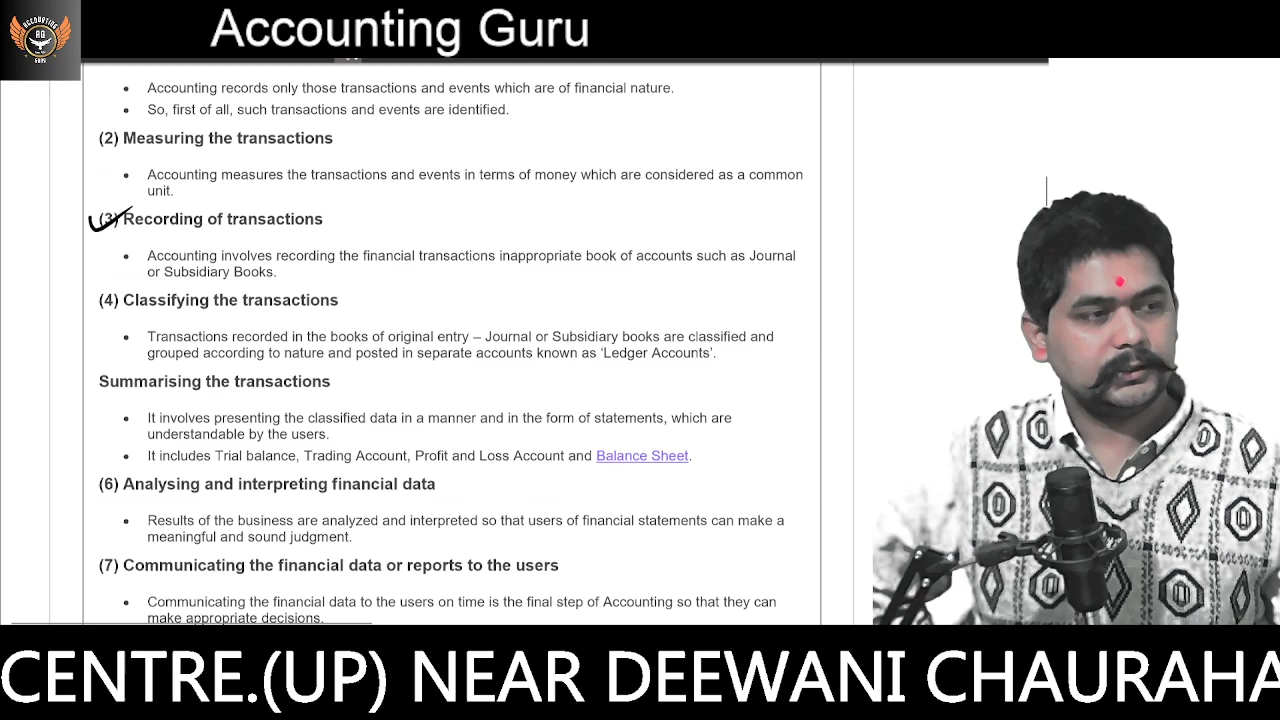 Accounting Guru
ACCOUNTING
AG
GURU
Accounting records only those transactions and events which are of financial nature.
So, first of all, such transactions and events are identified.
(2) Measuring the transactions
Accounting measures the transactions and events in terms of money which are considered as a common
unit.
(3) Recording of transactions
Accounting involves recording the financial transactions inappropriate book of accounts such as Journal
or Subsidiary Books.
(4) Classifying the transactions
Transactions recorded in the books of original entry – Journal or Subsidiary books are classified and
grouped according to nature and posted in separate accounts known as ‘Ledger Accounts’.
Summarising the transactions
It involves presenting the classified data in a manner and in the form of statements, which are
understandable by the users.
It includes Trial balance, Trading Account, Profit and Loss Account and Balance Sheet.
(6) Analysing and interpreting financial data
Results of the business are analyzed and interpreted so that users of financial statements can make a
meaningful and sound judgment.
(7) Communicating the financial data or reports to the users
Communicating the financial data to the users on time is the final step of Accounting so that they can
make appropriate decisions.
CENTRE.(UP) NEAR DEEWANI CHAURAHA